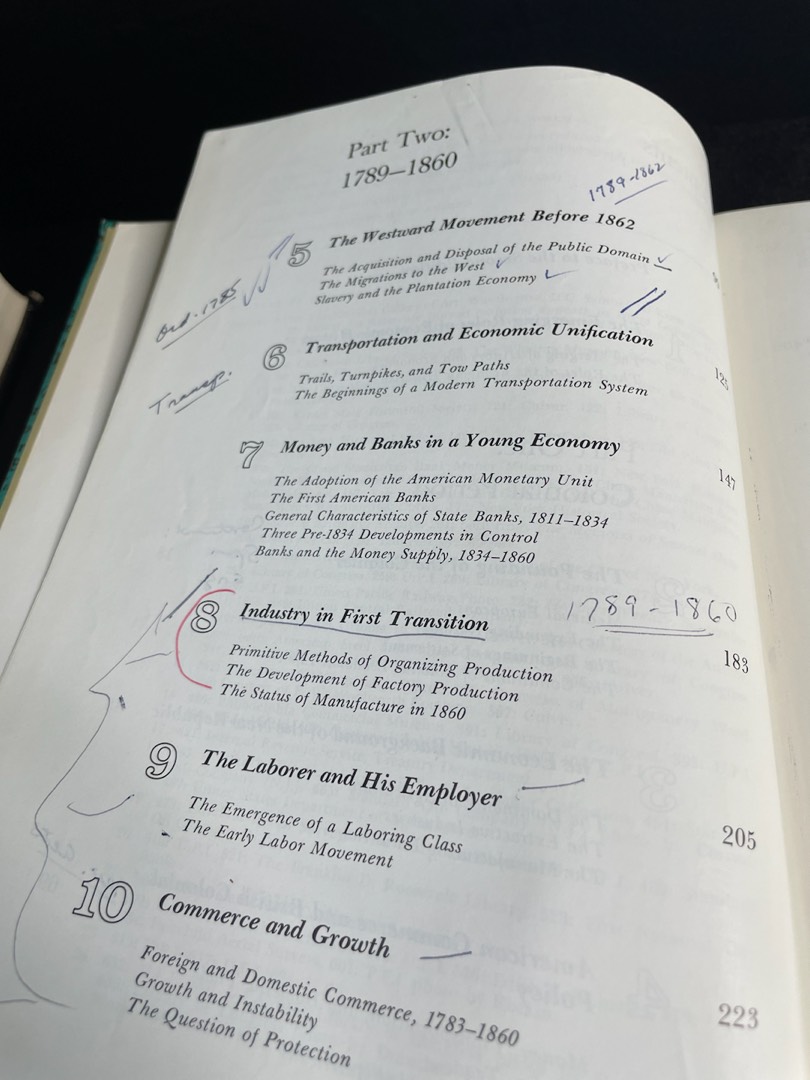 Part Two:
1789–1860
1789–1862
5 The Westward Movement Before 1862
The Acquisition and Disposal of the Public Domain
The Migrations to the West
Slavery and the Plantation Economy
Ord. 1785
6 Transportation and Economic Unification
Trails, Turnpikes, and Tow Paths 125
The Beginnings of a Modern Transportation System
Transp.
7 Money and Banks in a Young Economy
The Adoption of the American Monetary Unit 147
The First American Banks
General Characteristics of State Banks, 1811–1834
Three Pre-1834 Developments in Control
Banks and the Money Supply, 1834–1860
8 Industry in First Transition 1789–1860
Primitive Methods of Organizing Production 183
The Development of Factory Production
The Status of Manufacture in 1860
9 The Laborer and His Employer
The Emergence of a Laboring Class 205
The Early Labor Movement
10 Commerce and Growth
Foreign and Domestic Commerce, 1783–1860 223
Growth and Instability
The Question of Protection